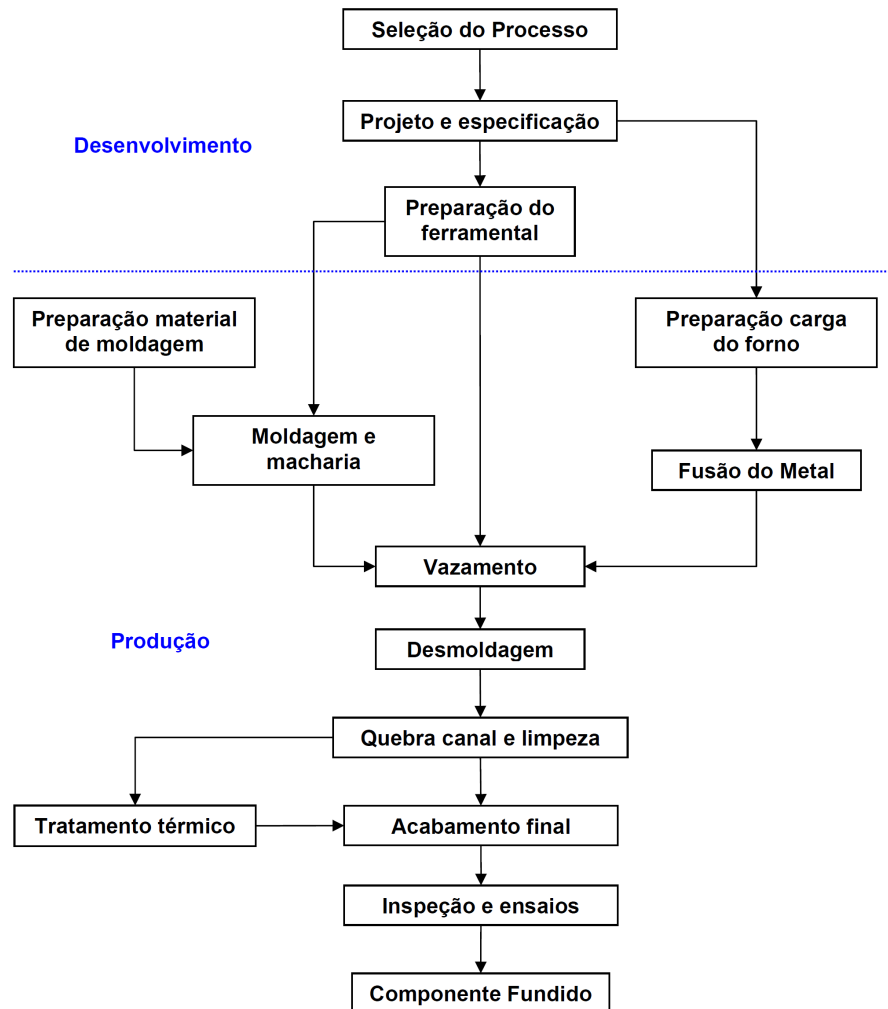 Seleção do Processo
Projeto e especificação
Desenvolvimento
Preparação do
ferramental
Preparação material
de moldagem
Preparação carga
do forno
Moldagem e
macharia
Fusão do Metal
Vazamento
Produção
Desmoldagem
Quebra canal e limpeza
Tratamento térmico
Acabamento final
Inspeção e ensaios
Componente Fundido